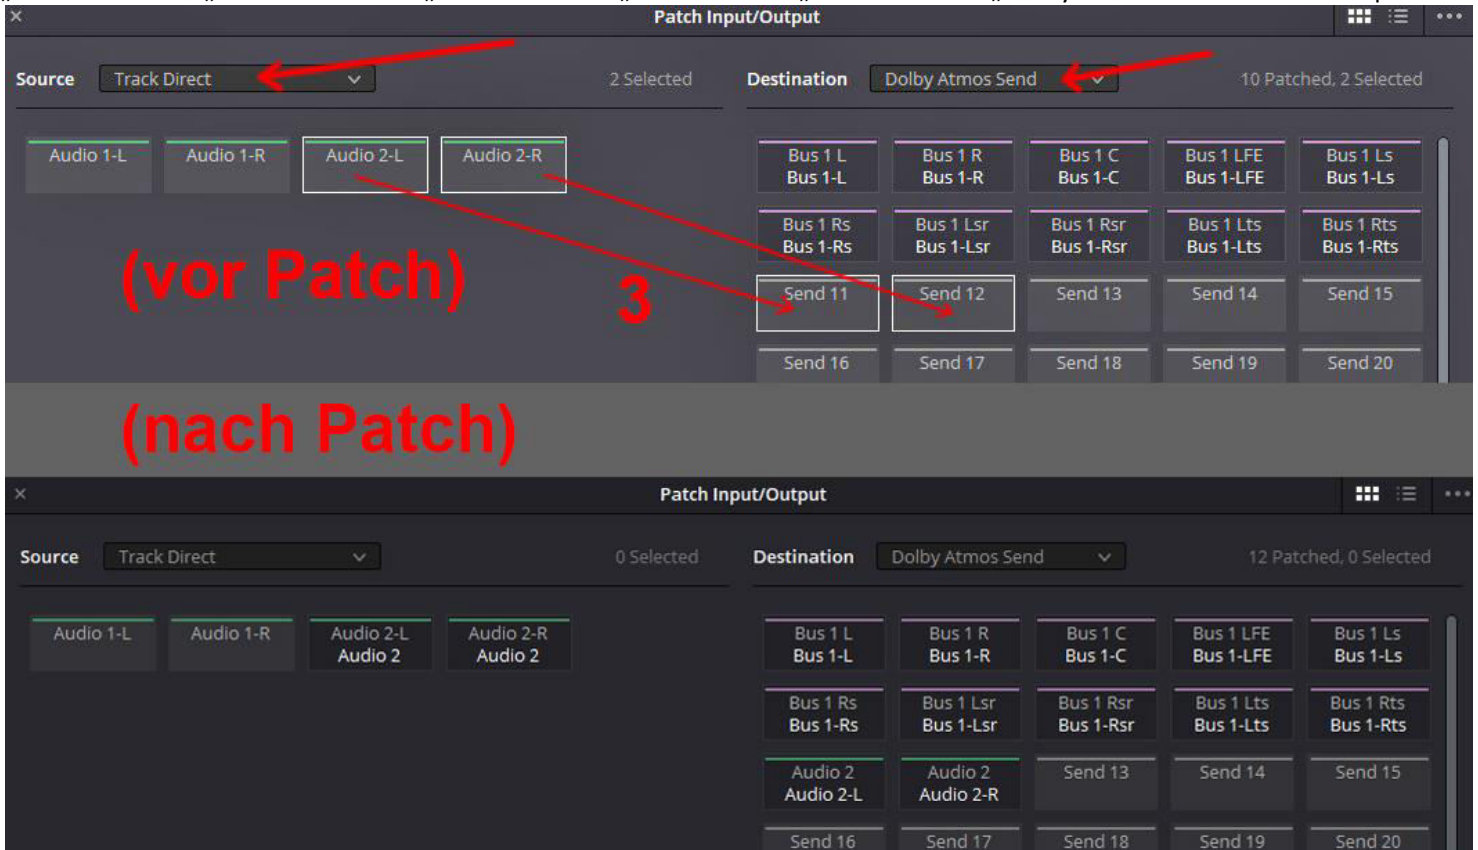 × Patch Input/Output
Source Track Direct 2 Selected Destination Dolby Atmos Send 10 Patched, 2 Selected
Audio 1-L Audio 1-R Audio 2-L Audio 2-R Bus 1 L Bus 1 R Bus 1 C Bus 1 LFE Bus 1 Ls
Bus 1-L Bus 1-R Bus 1-C Bus 1-LFE Bus 1-Ls
Bus 1 Rs Bus 1 Lsr Bus 1 Rsr Bus 1 Lts Bus 1 Rts
Bus 1-Rs Bus 1-Lsr Bus 1-Rsr Bus 1-Lts Bus 1-Rts
(vor Patch) 3 Send 11 Send 12 Send 13 Send 14 Send 15
Send 16 Send 17 Send 18 Send 19 Send 20
(nach Patch)
× Patch Input/Output
Source Track Direct 0 Selected Destination Dolby Atmos Send 12 Patched, 0 Selected
Audio 1-L Audio 1-R Audio 2-L Audio 2-R Bus 1 L Bus 1 R Bus 1 C Bus 1 LFE Bus 1 Ls
Audio 2 Audio 2 Bus 1-L Bus 1-R Bus 1-C Bus 1-LFE Bus 1-Ls
Bus 1 Rs Bus 1 Lsr Bus 1 Rsr Bus 1 Lts Bus 1 Rts
Bus 1-Rs Bus 1-Lsr Bus 1-Rsr Bus 1-Lts Bus 1-Rts
Audio 2 Audio 2 Send 13 Send 14 Send 15
Audio 2-L Audio 2-R
Send 16 Send 17 Send 18 Send 19 Send 20